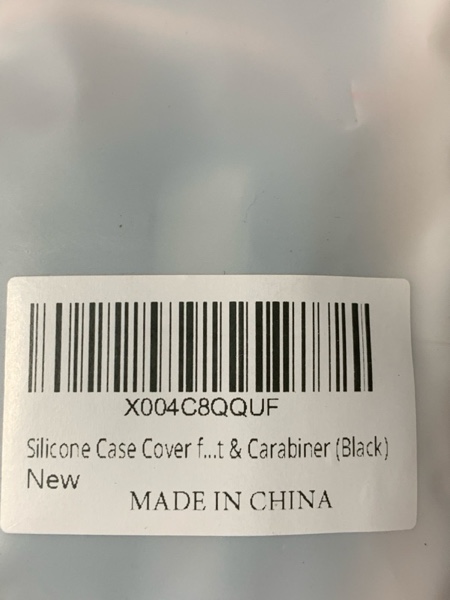 X004C8QQUF
Silicone Case Cover f...t & Carabiner (Black)
New
MADE IN CHINA